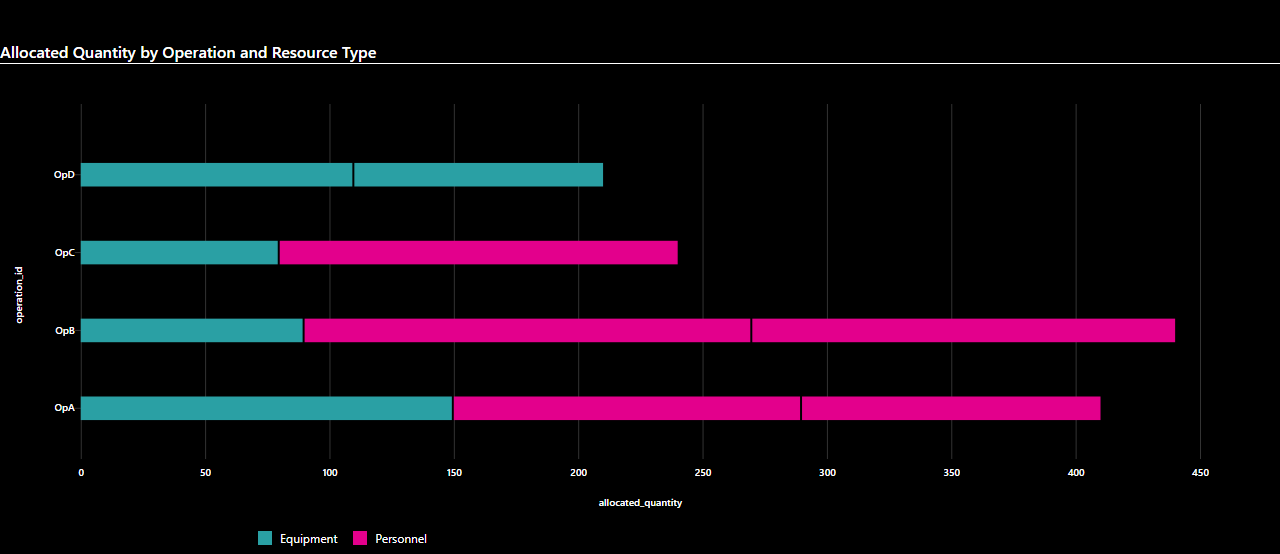 Allocated Quantity by Operation and Resource Type
OpD
OpC
OpB
OpA
operation_id
0 50 100 150 200 250 300 350 400 450
allocated_quantity
Equipment Personnel